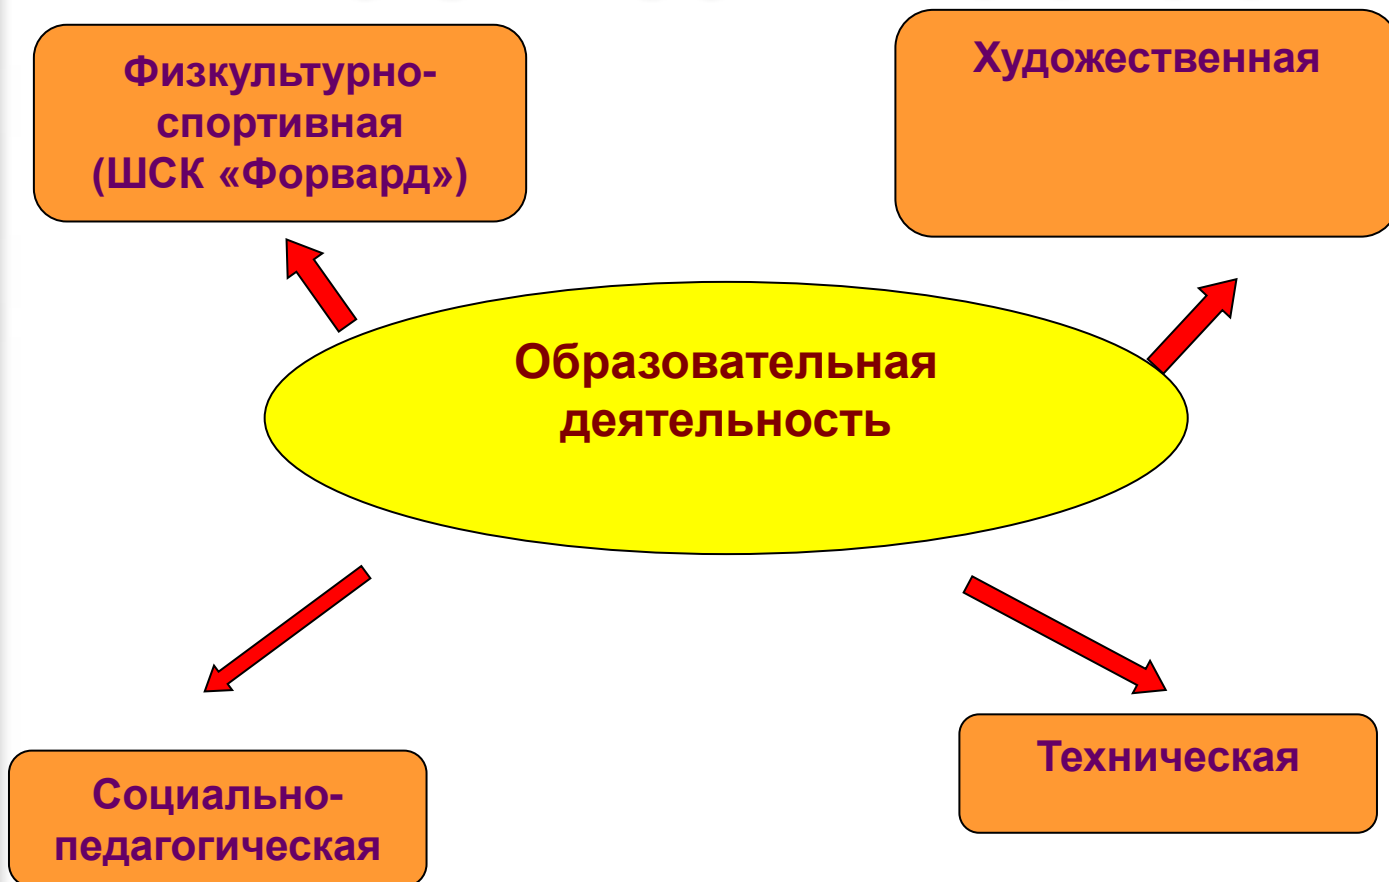 Физкультурно-
спортивная
(ШСК «Форвард»)
Художественная
Образовательная
деятельность
Социально-
педагогическая
Техническая